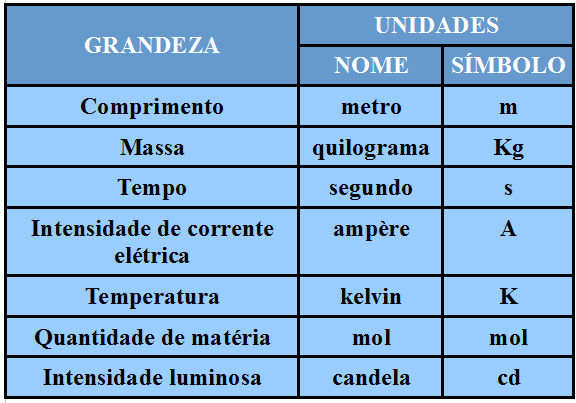 GRANDEZA
UNIDADES
NOME SÍMBOLO
Comprimento metro m
Massa quilograma Kg
Tempo segundo s
Intensidade de corrente ampère A
elétrica
Temperatura kelvin K
Quantidade de matéria mol mol
Intensidade luminosa candela cd